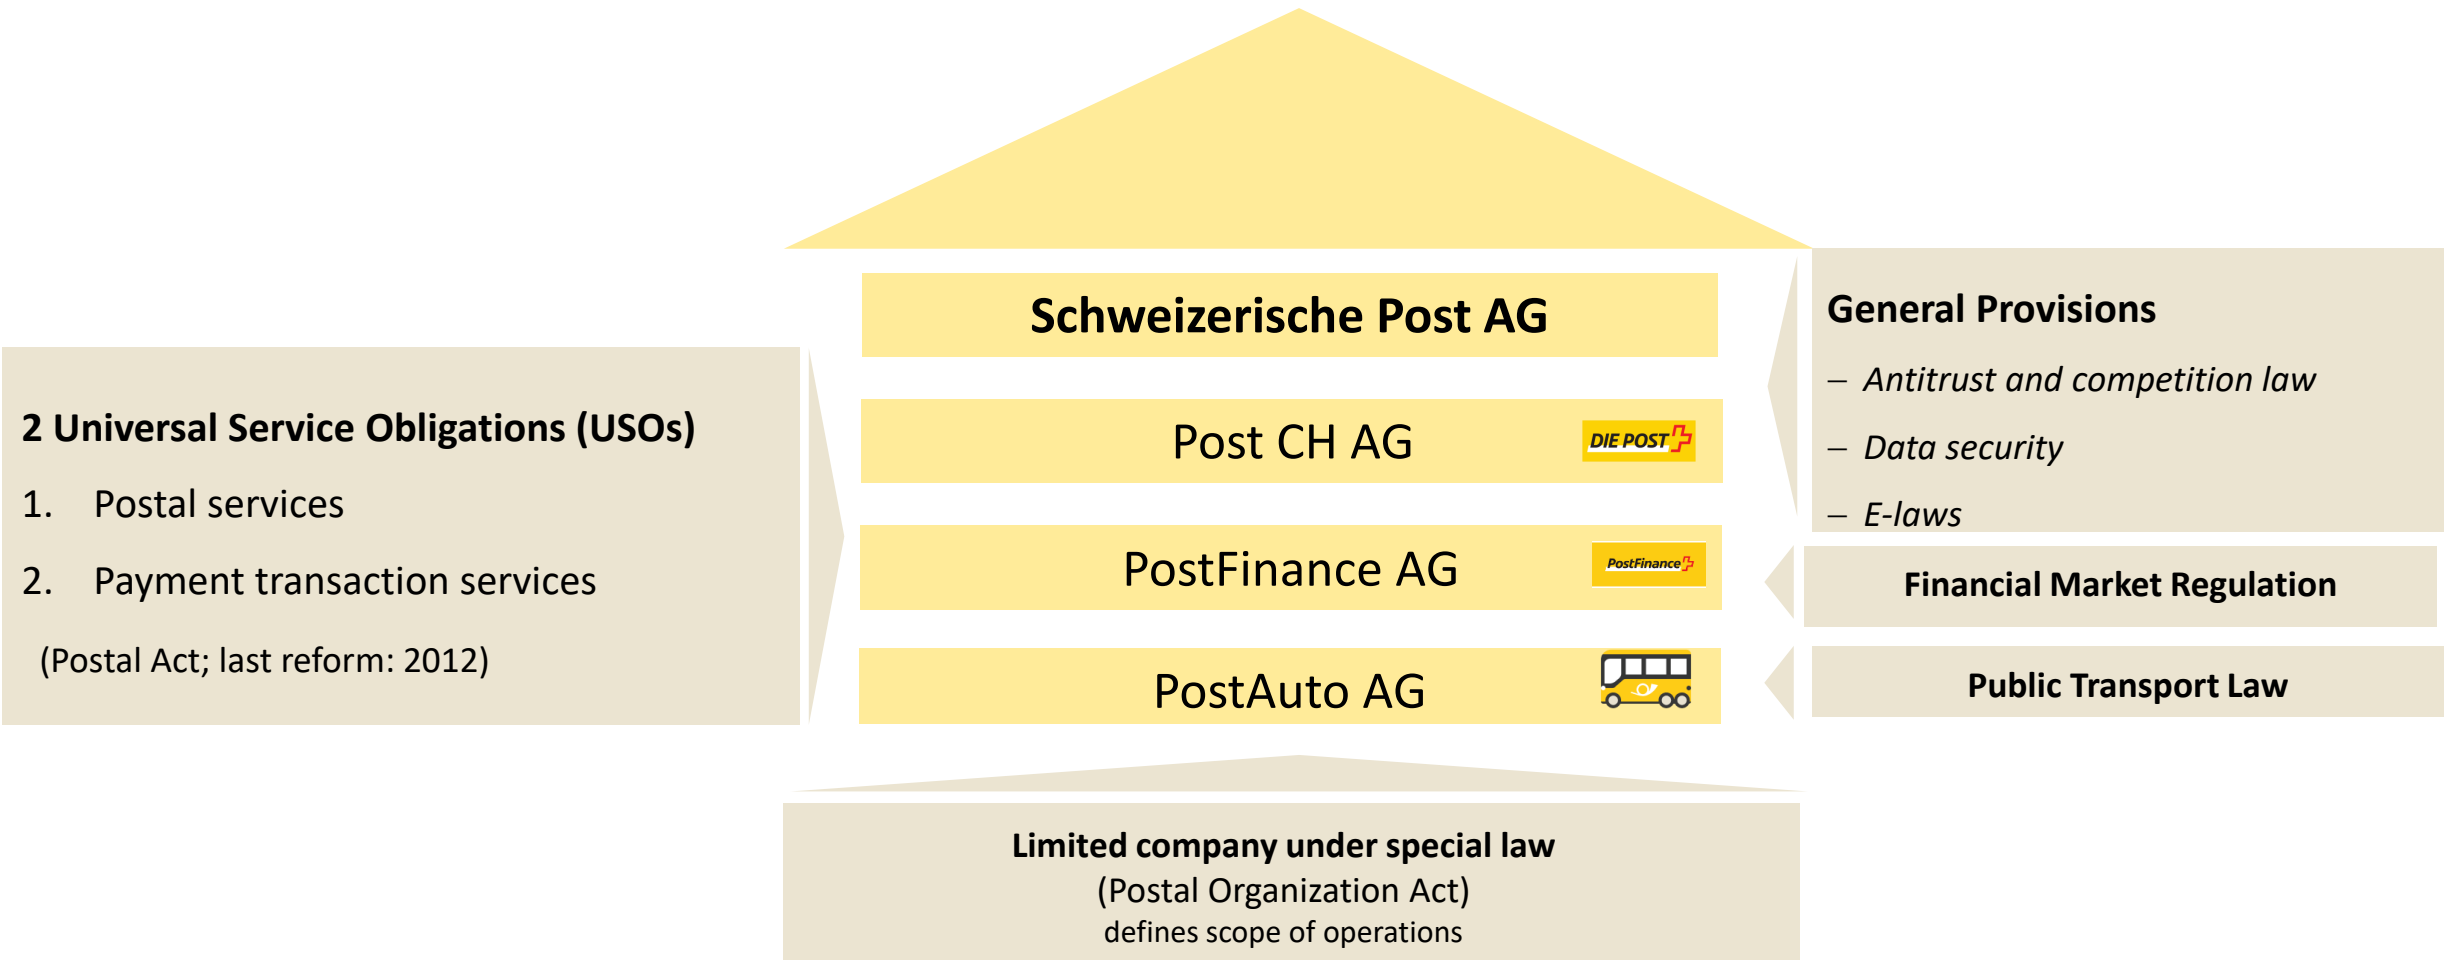 Schweizerische Post AG
Post CH AG
DIE POST
PostFinance AG
PostFinance
PostAuto AG
2 Universal Service Obligations (USOs)
1. Postal services
2. Payment transaction services
(Postal Act; last reform: 2012)
General Provisions
– Antitrust and competition law
– Data security
– E-laws
Financial Market Regulation
Public Transport Law
Limited company under special law
(Postal Organization Act)
defines scope of operations